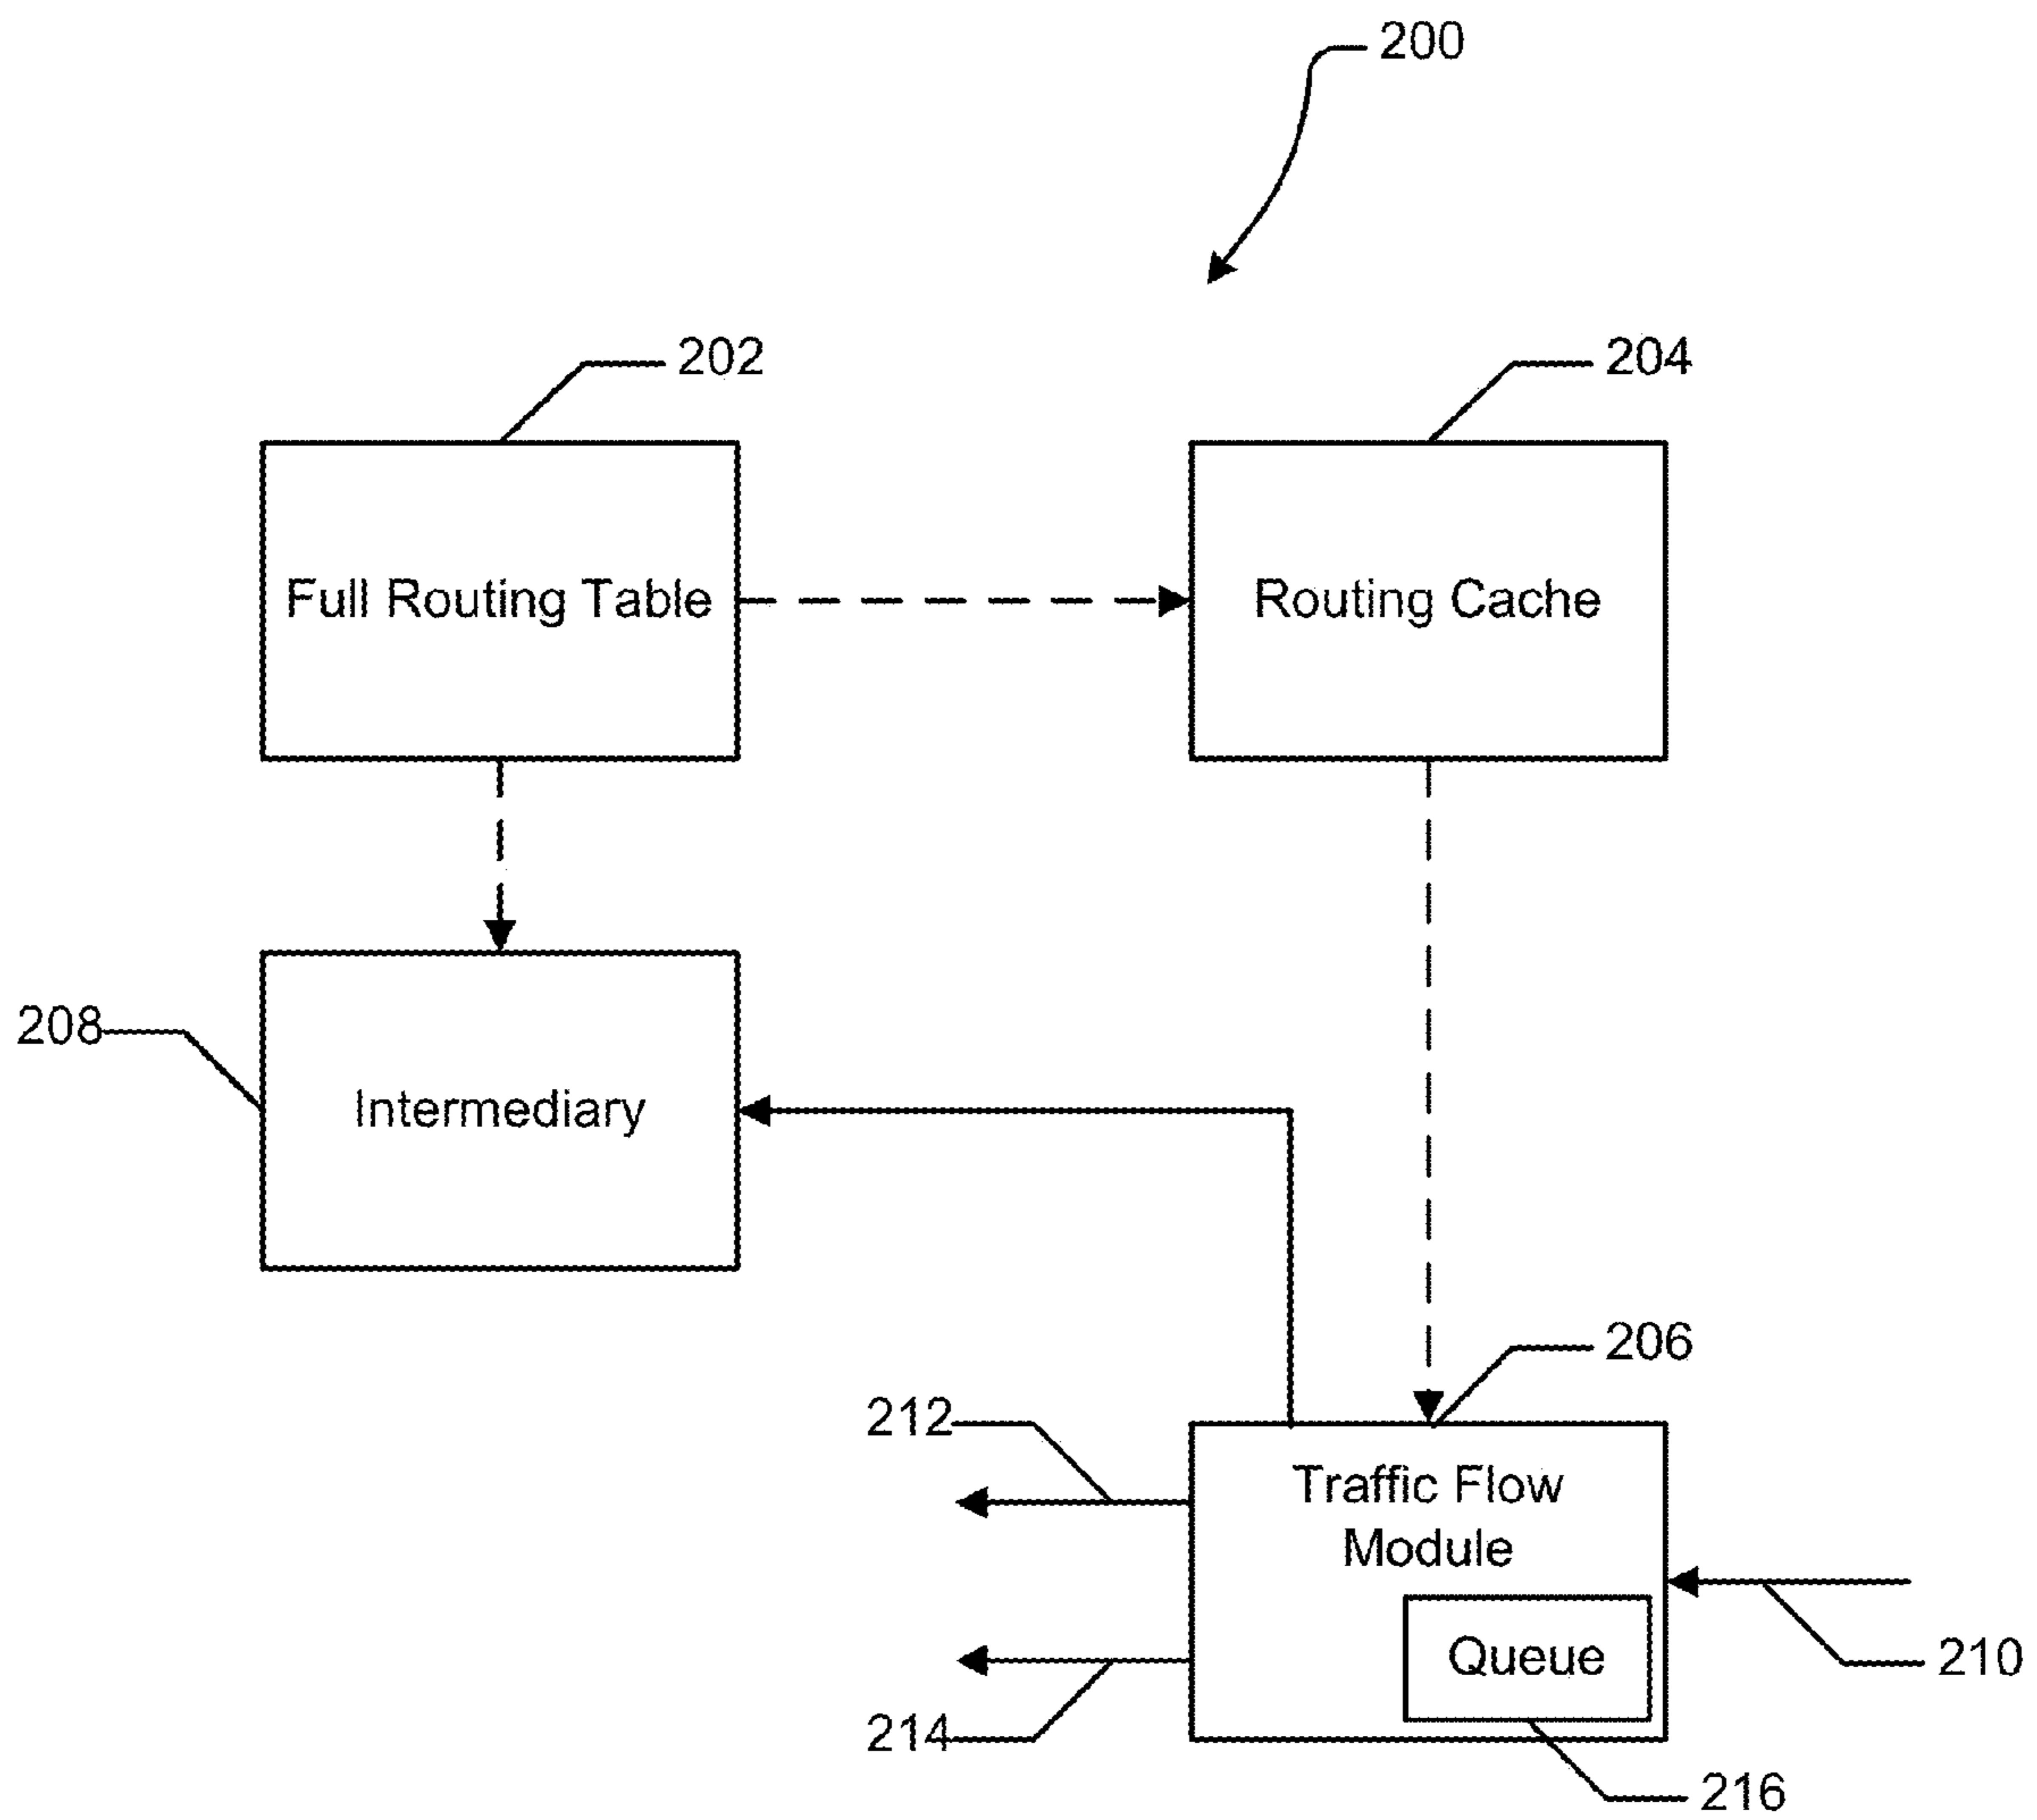 200
202
204
Full Routing Table
Routing Cache
208
Intermediary
206
212
Traffic Flow
Module
Queue
210
214
216